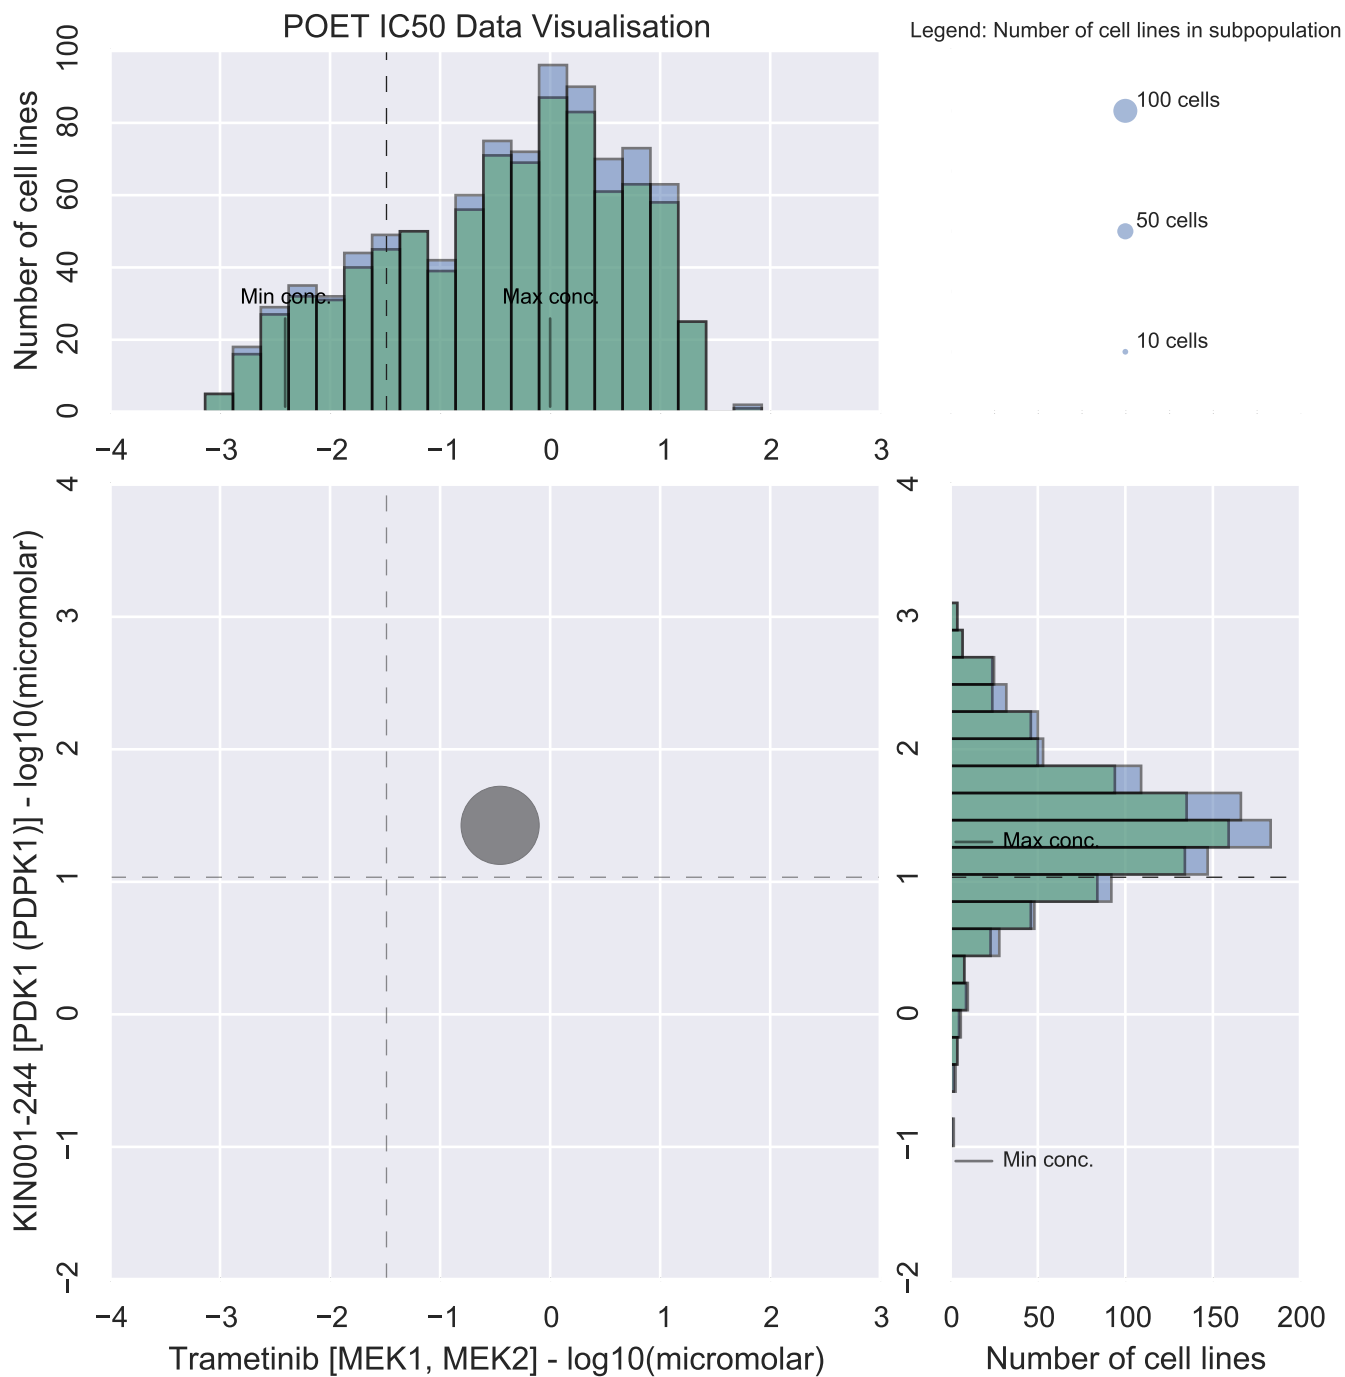 POET IC50 Data Visualisation
Legend: Number of cell lines in subpopulation
Number of cell lines
100
80
60
40
20
0
Min conc.
Max conc.
100 cells
50 cells
10 cells
−4 −3 −2 −1 0 1 2 3
KIN001-244 [PDK1 (PDPK1)] - log10(micromolar)
4
3
2
1
0
−1
−2
4
3
2
1
0
−1
−2
Max conc.
Min conc.
−4 −3 −2 −1 0 1 2 3
0 50 100 150 200
Trametinib [MEK1, MEK2] - log10(micromolar)
Number of cell lines